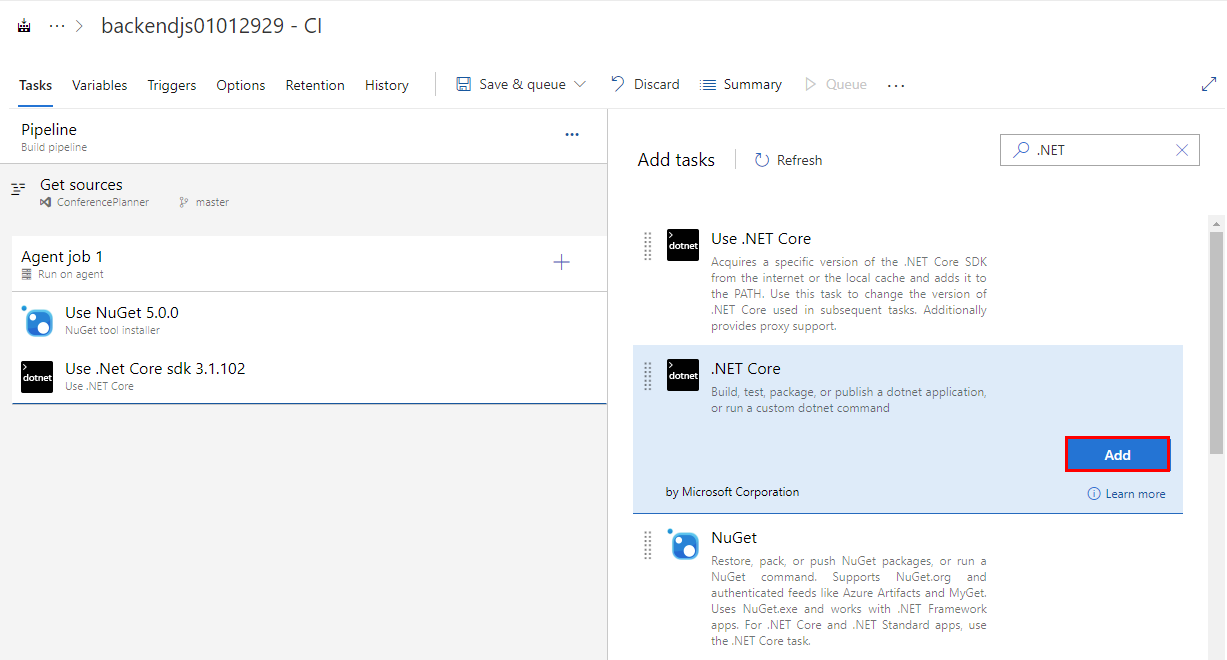 backendjs01012929 - CI
Tasks Variables Triggers Options Retention History Save & queue Discard Summary Queue ...
Pipeline
Build pipeline
Get sources
ConferencePlanner master
Agent job 1
Run on agent
Use NuGet 5.0.0
NuGet tool installer
dotnet
Use .Net Core sdk 3.1.102
Use .NET Core
Add tasks Refresh .NET
dotnet
Use .NET Core
Acquires a specific version of the .NET Core SDK
from the internet or the local cache and adds it to
the PATH. Use this task to change the version of
.NET Core used in subsequent tasks. Additionally
provides proxy support.
dotnet
.NET Core
Build, test, package, or publish a dotnet application,
or run a custom dotnet command
Add
by Microsoft Corporation Learn more
NuGet
Restore, pack, or push NuGet packages, or run a
NuGet command. Supports NuGet.org and
authenticated feeds like Azure Artifacts and MyGet.
Uses NuGet.exe and works with .NET Framework
apps. For .NET Core and .NET Standard apps, use
the .NET Core task.